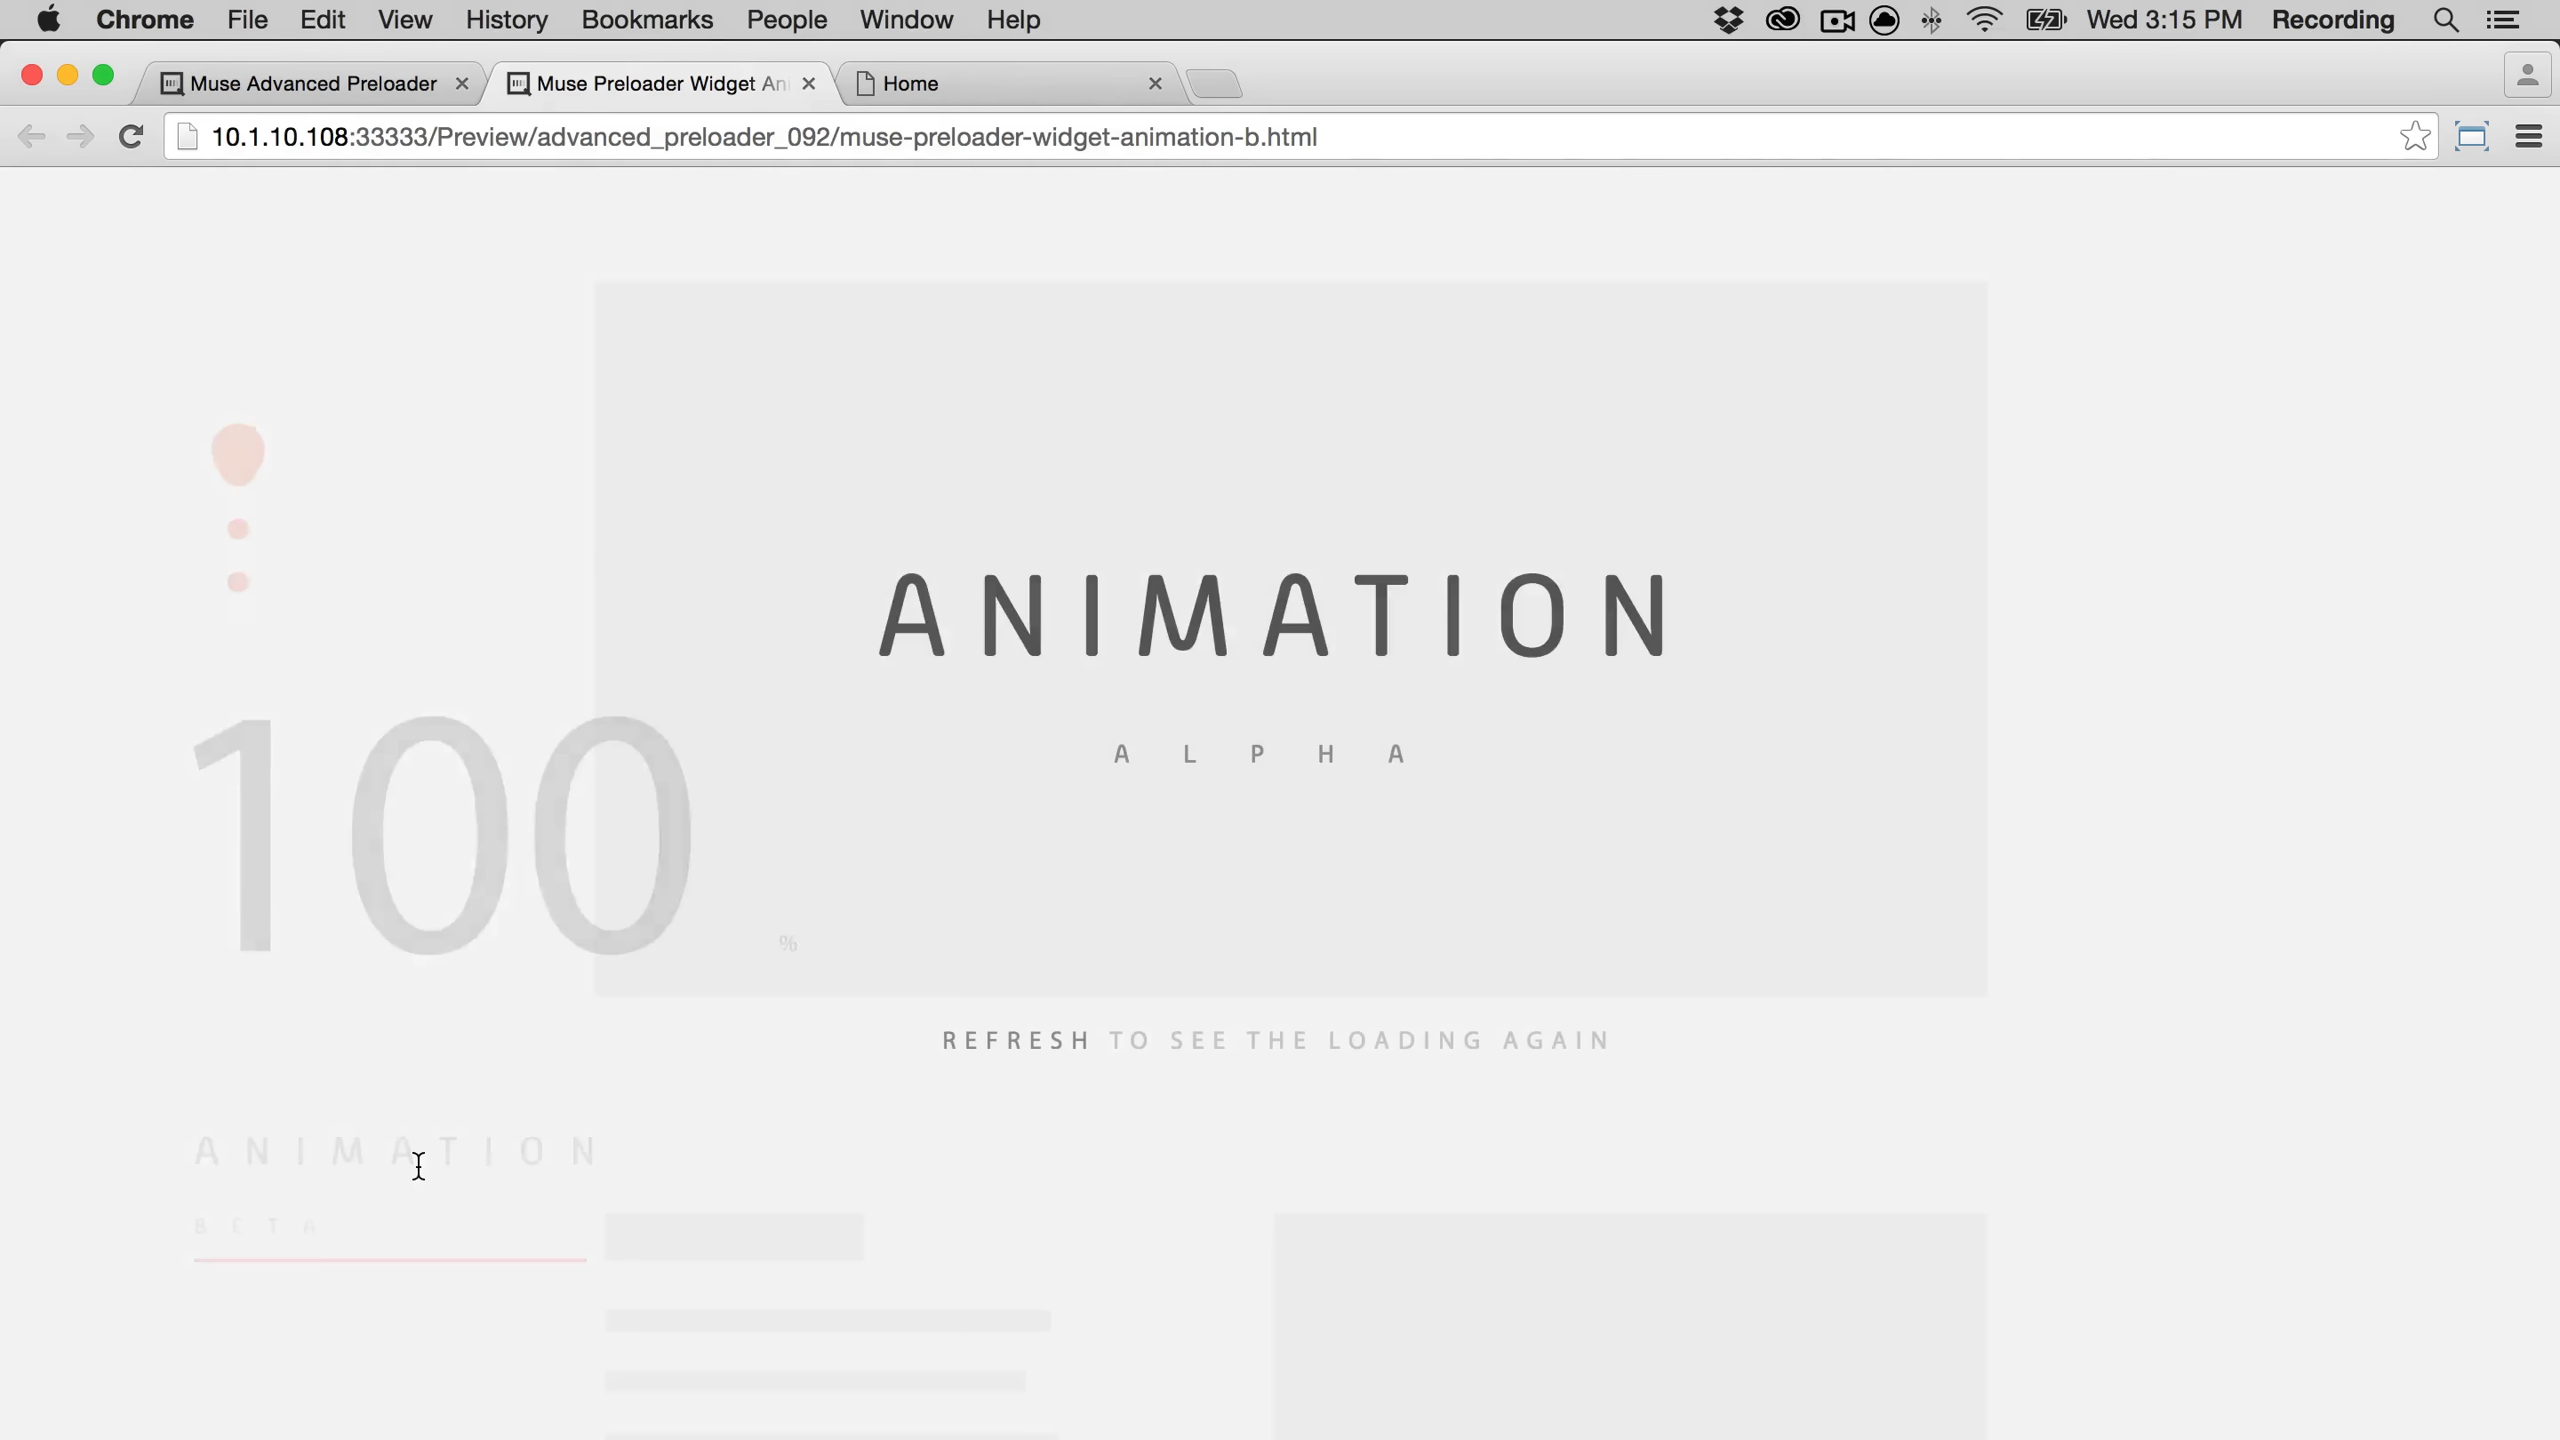 Chrome File Edit View History Bookmarks People Window Help Wed 3:15 PM Recording
Muse Advanced Preloader Muse Preloader Widget An Home
10.1.10.108:33333/Preview/advanced_preloader_092/muse-preloader-widget-animation-b.html
ANIMATION
ALPHA
100
%
REFRESH TO SEE THE LOADING AGAIN
ANIMATION
BETA